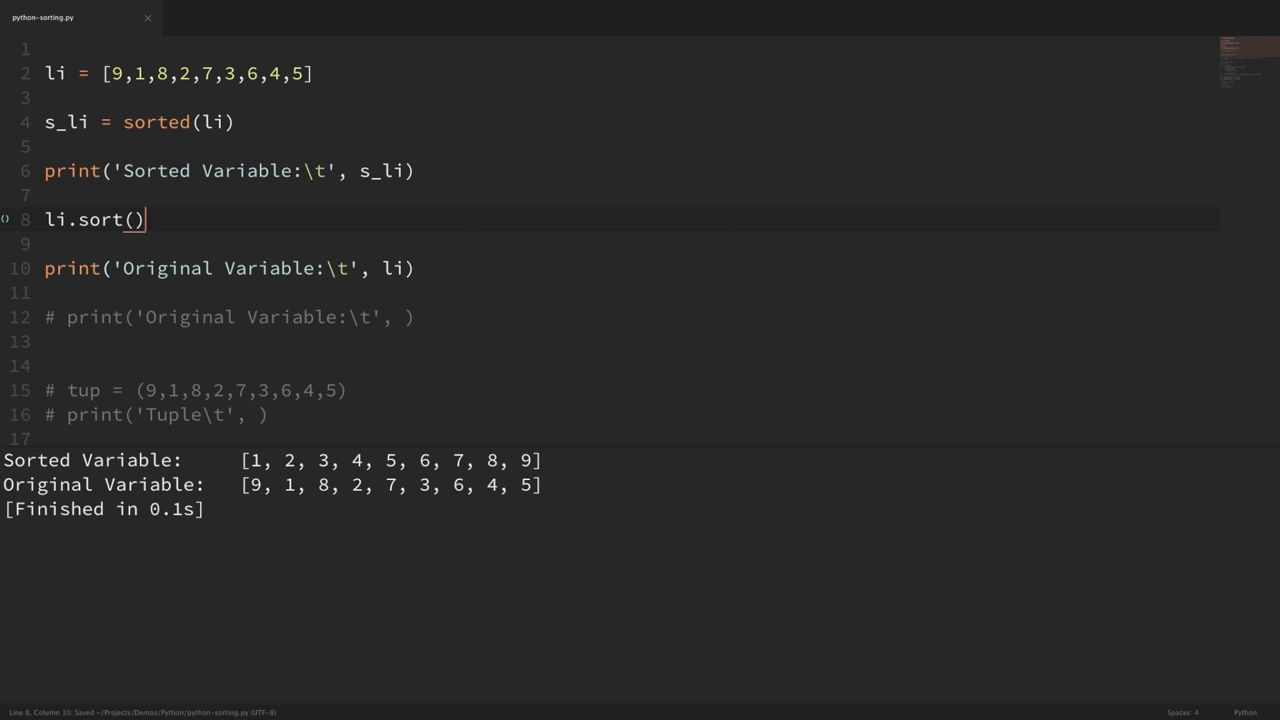 python-sorting.py ×
1
2 li = [9,1,8,2,7,3,6,4,5]
3
4 s_li = sorted(li)
5
6 print('Sorted Variable:\t', s_li)
7
() 8 li.sort()
9
10 print('Original Variable:\t', li)
11
12 # print('Original Variable:\t', )
13
14
15 # tup = (9,1,8,2,7,3,6,4,5)
16 # print('Tuple\t', )
17
Sorted Variable: [1, 2, 3, 4, 5, 6, 7, 8, 9]
Original Variable: [9, 1, 8, 2, 7, 3, 6, 4, 5]
[Finished in 0.1s]
Line 8, Column 10; Saved ~/Projects/Demos/Python/python-sorting.py (UTF-8) Spaces: 4 Python